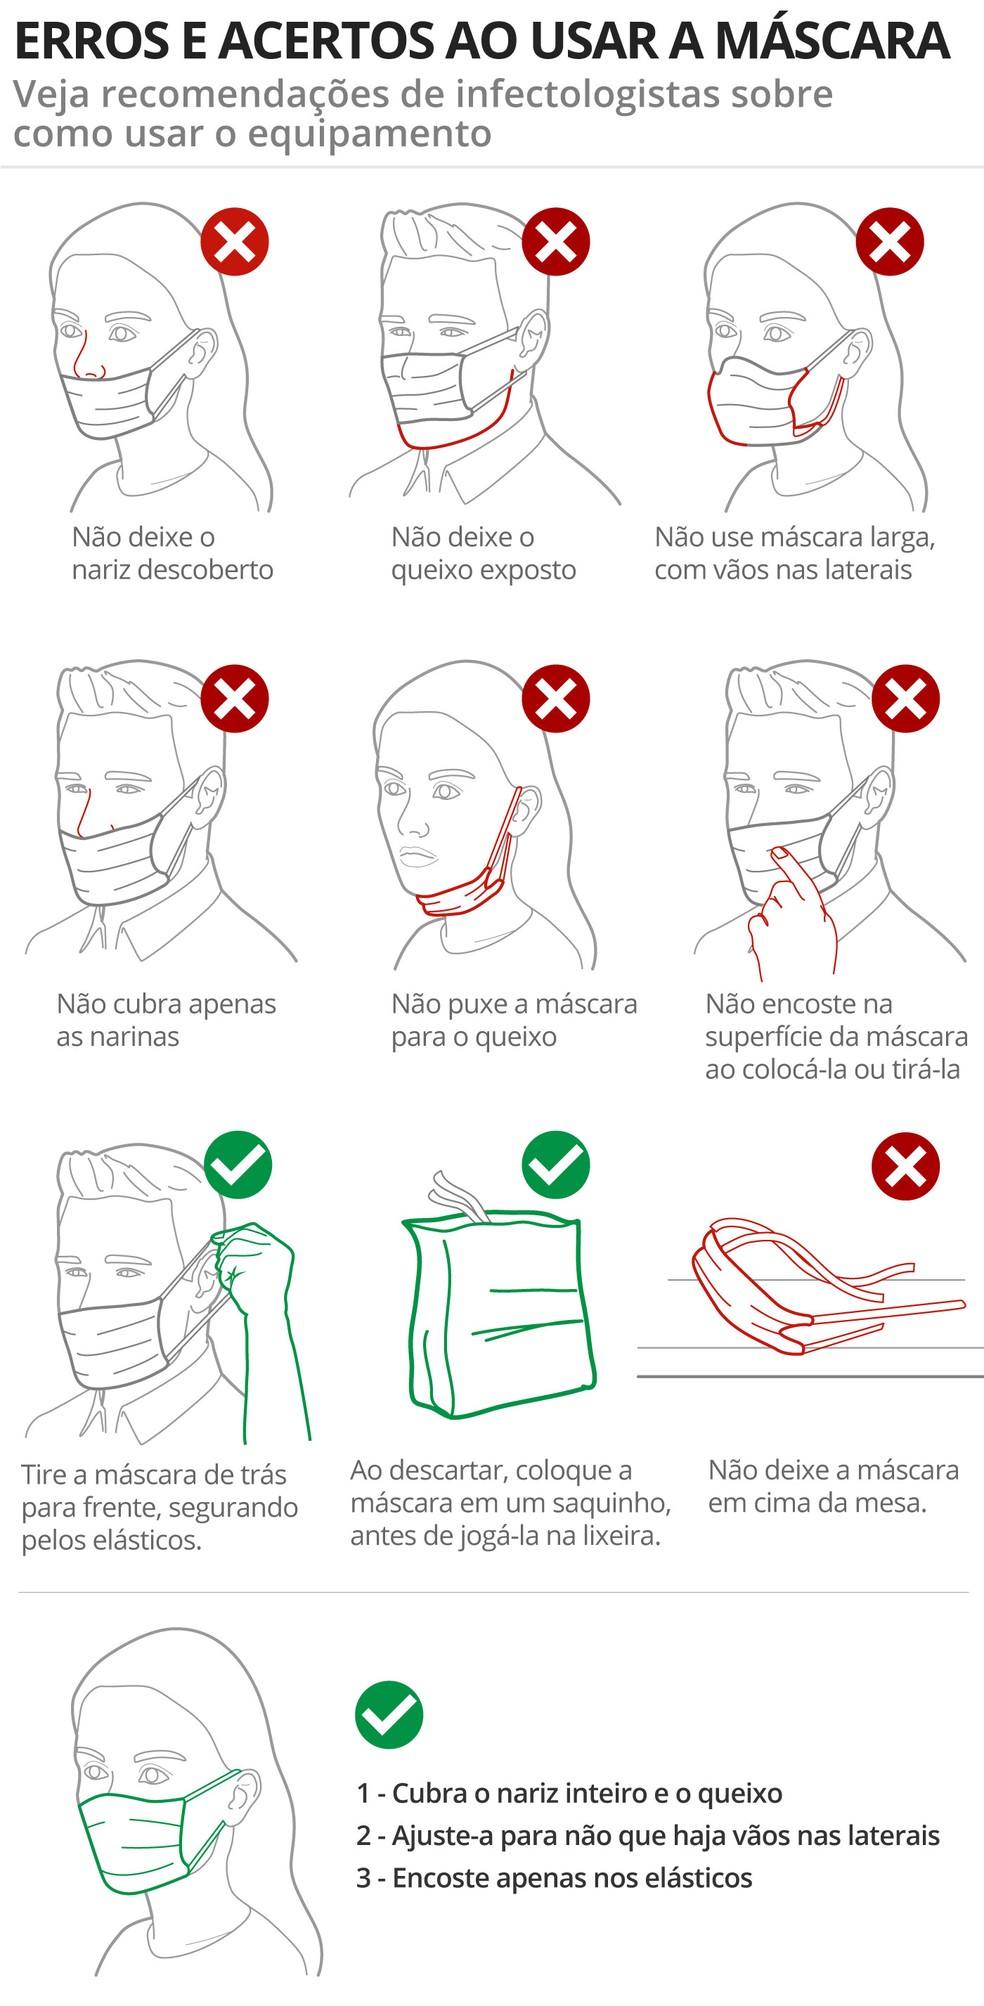 ERROS E ACERTOS AO USAR A MÁSCARA
Veja recomendações de infectologistas sobre
como usar o equipamento
Não deixe o
nariz descoberto
Não deixe o
queixo exposto
Não use máscara larga,
com vãos nas laterais
Não cubra apenas
as narinas
Não puxe a máscara
para o queixo
Não encoste na
superfície da máscara
ao colocá-la ou tirá-la
Tire a máscara de trás
para frente, segurando
pelos elásticos.
Ao descartar, coloque a
máscara em um saquinho,
antes de jogá-la na lixeira.
Não deixe a máscara
em cima da mesa.
1 - Cubra o nariz inteiro e o queixo
2 - Ajuste-a para não que haja vãos nas laterais
3 - Encoste apenas nos elásticos